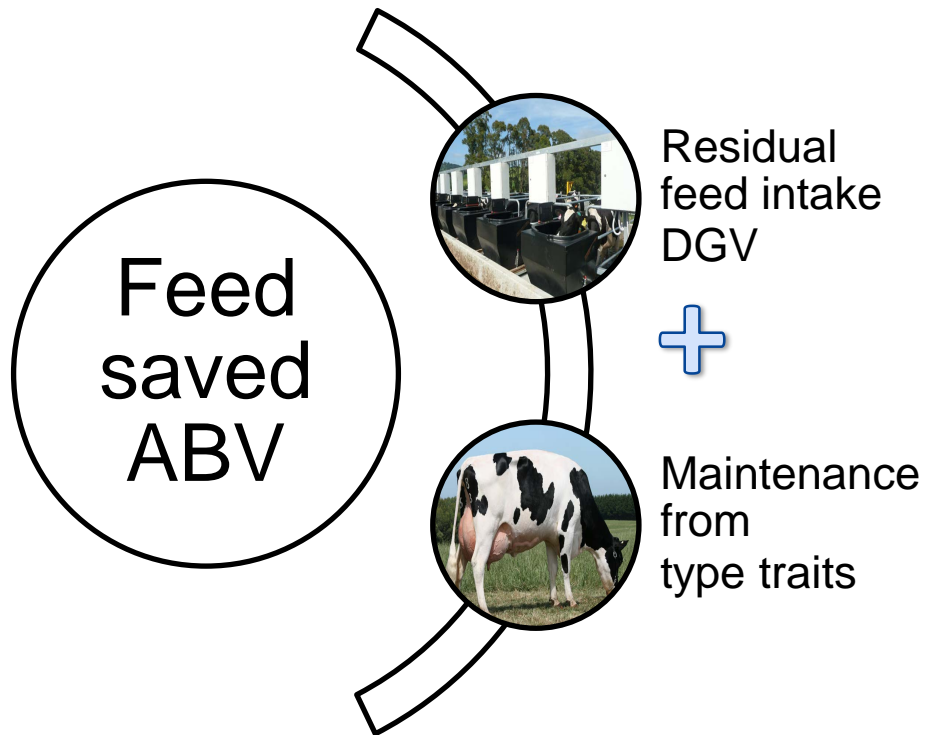 Feed
saved
ABV
Residual
feed intake
DGV
Maintenance
from
type traits